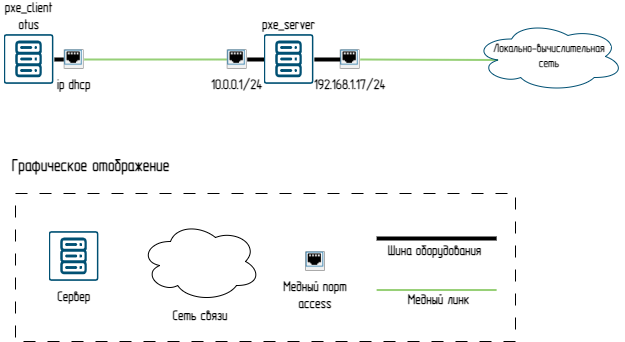 pxe_client
otus
pxe_server
Локально-вычислительная
сеть
ip dhcp
10.0.0.1/24
192.168.1.17/24
Графическое отображение
Сервер
Сеть связи
Медный порт
access
Шина оборудования
Медный линк